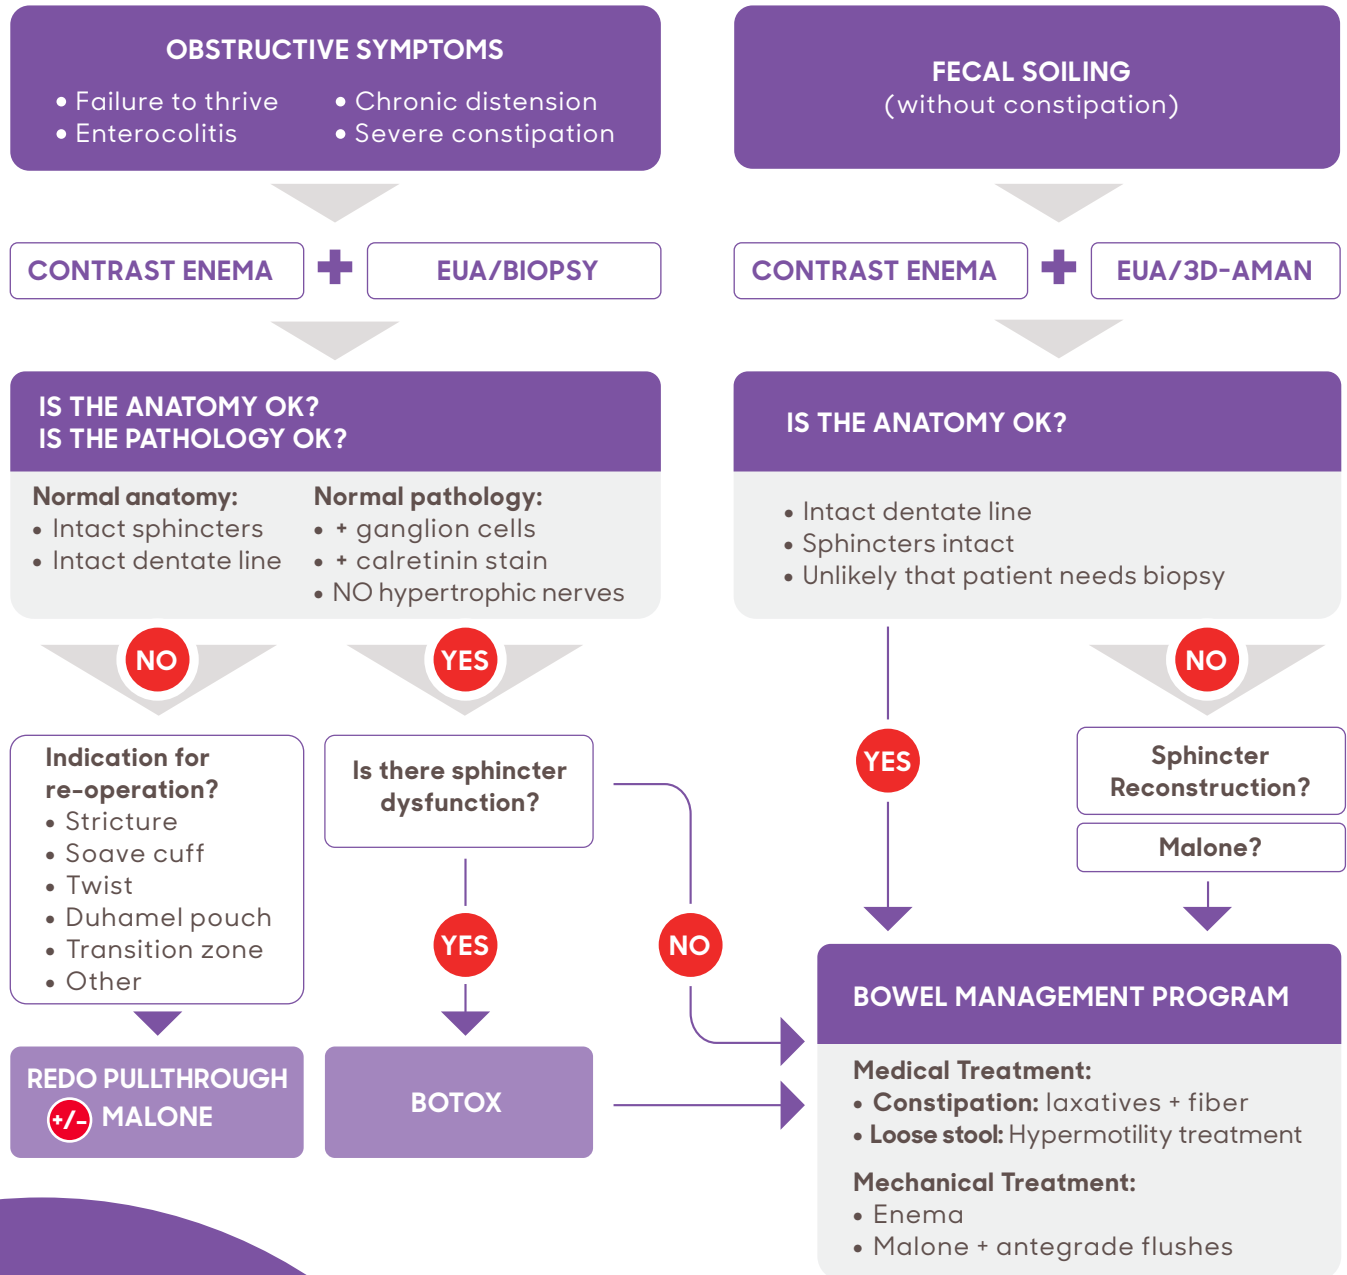 OBSTRUCTIVE SYMPTOMS
• Failure to thrive
• Enterocolitis
• Chronic distension
• Severe constipation
CONTRAST ENEMA + EUA/BIOPSY
IS THE ANATOMY OK?
IS THE PATHOLOGY OK?
Normal anatomy:
• Intact sphincters
• Intact dentate line
Normal pathology:
• + ganglion cells
• + calretinin stain
• NO hypertrophic nerves
NO
Indication for
re-operation?
• Stricture
• Soave cuff
• Twist
• Duhamel pouch
• Transition zone
• Other
REDO PULLTHROUGH
+/- MALONE
YES
Is there sphincter
dysfunction?
YES
BOTOX
NO
FECAL SOILING
(without constipation)
CONTRAST ENEMA + EUA/3D-AMAN
IS THE ANATOMY OK?
• Intact dentate line
• Sphincters intact
• Unlikely that patient needs biopsy
YES
NO
Sphincter
Reconstruction?
Malone?
BOWEL MANAGEMENT PROGRAM
Medical Treatment:
• Constipation: laxatives + fiber
• Loose stool: Hypermotility treatment
Mechanical Treatment:
• Enema
• Malone + antegrade flushes